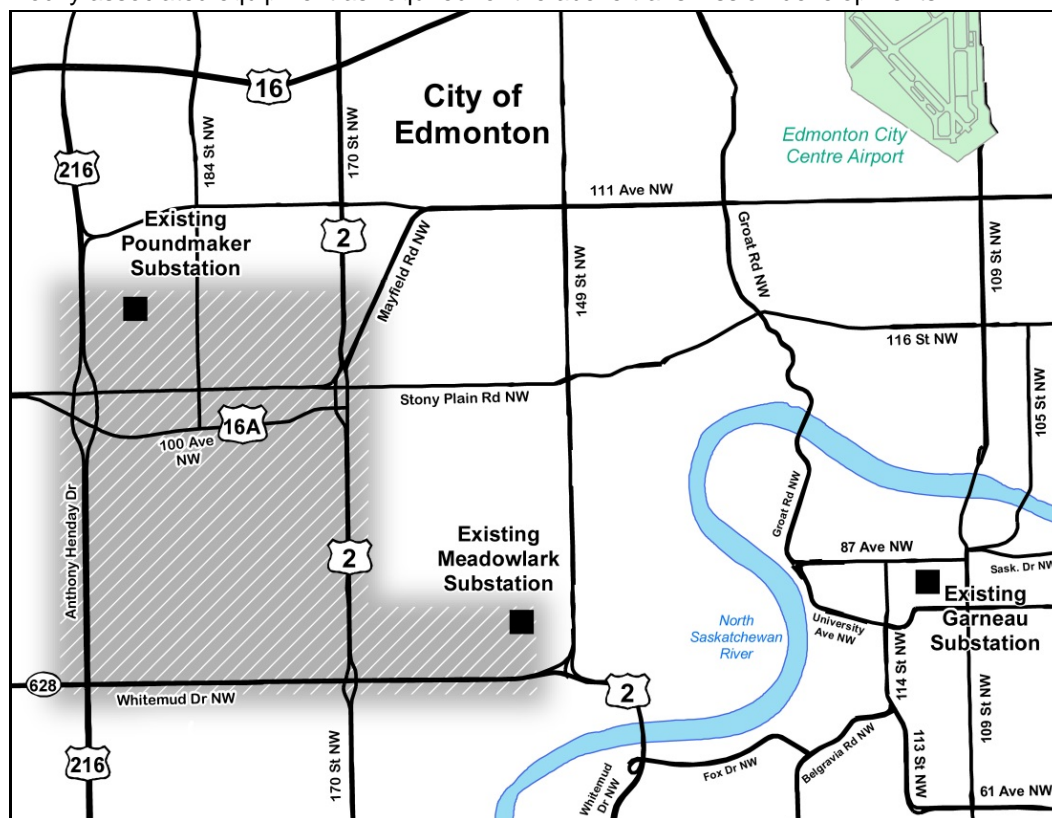 16
City of
Edmonton
184 St NW
170 St NW
216
Edmonton City
Centre Airport
111 Ave NW
Existing
Poundmaker
Substation
2
Mayfield Rd NW
149 St NW
Groat Rd NW
109 St NW
116 St NW
Stony Plain Rd NW
16A
100 Ave
NW
105 St NW
Groat Rd NW
Anthony Henday Dr
Existing
Meadowlark
Substation
2
87 Ave NW
Sask. Dr NW
Existing
Garneau
Substation
University
Ave NW
North
Saskatchewan
River
114 St NW
628
Whitemud Dr NW
2
109 St NW
216
170 St NW
Whitemud
Dr NW
Fox Dr NW
Belgravia Rd NW
113 St NW
61 Ave NW